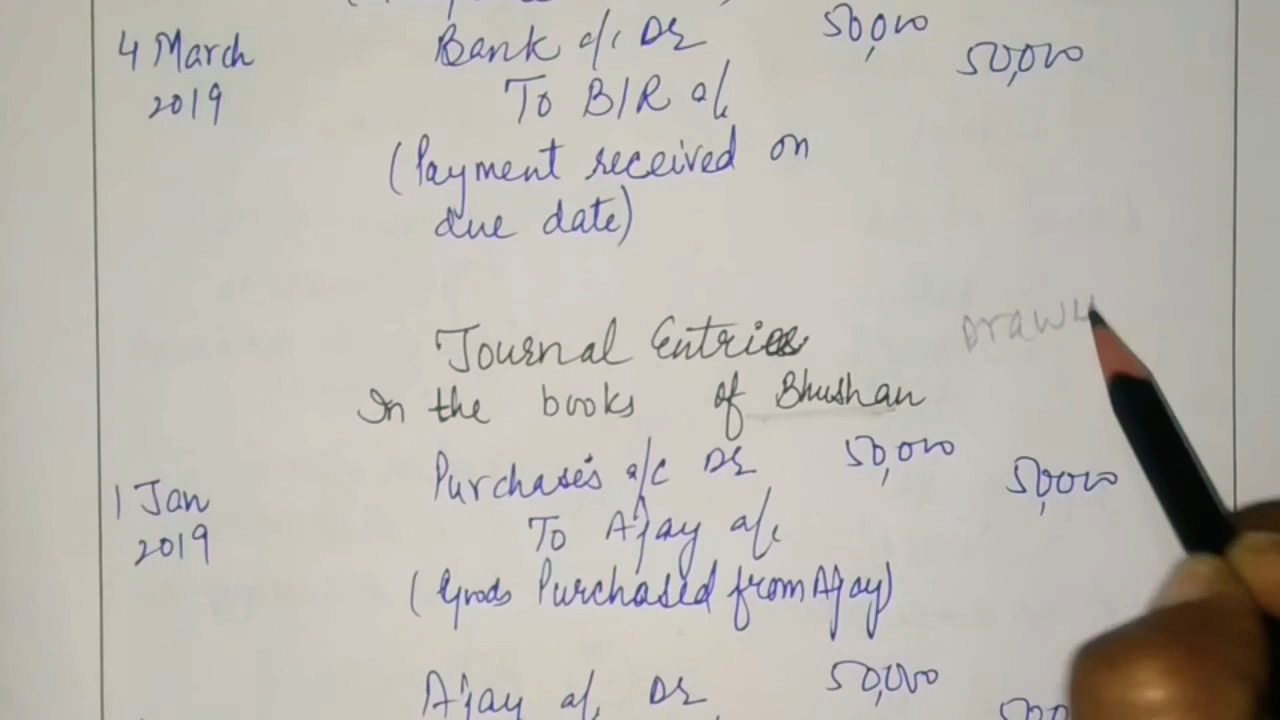 4 March Bank a/c Dr 50,000
2019 To B/R a/c 50,000
(Payment received on
due date)
Journal Entries
Draw
In the books of Bhushan
Purchases a/c Dr 50,000
1 Jan To Ajay a/c 50,000
2019
(Goods Purchased from Ajay)
Ajay a/c Dr 50,000